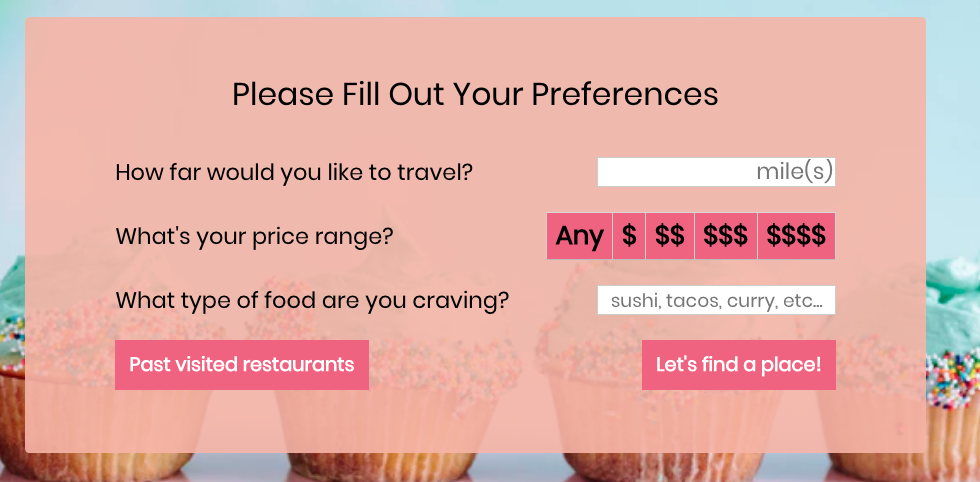 Please Fill Out Your Preferences
How far would you like to travel? mile(s)
What's your price range? Any $ $$ $$$ $$$$
What type of food are you craving? sushi, tacos, curry, etc...
Past visited restaurants Let's find a place!